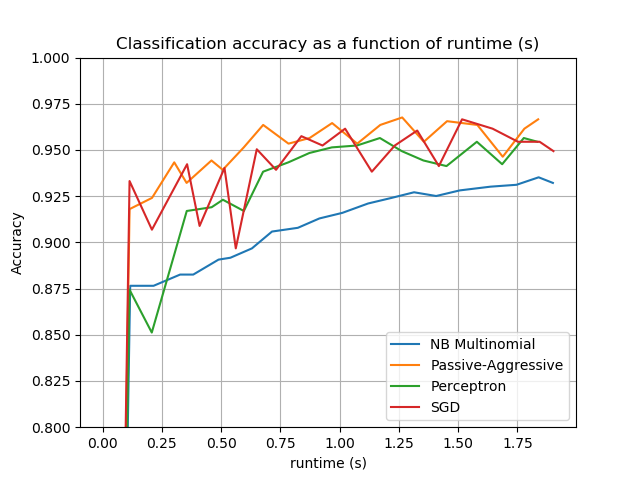 Classification accuracy as a function of runtime (s)
1.000
0.975
0.950
0.925
0.900
0.875
0.850
0.825
0.800
Accuracy
NB Multinomial
Passive-Aggressive
Perceptron
SGD
0.00 0.25 0.50 0.75 1.00 1.25 1.50 1.75
runtime (s)